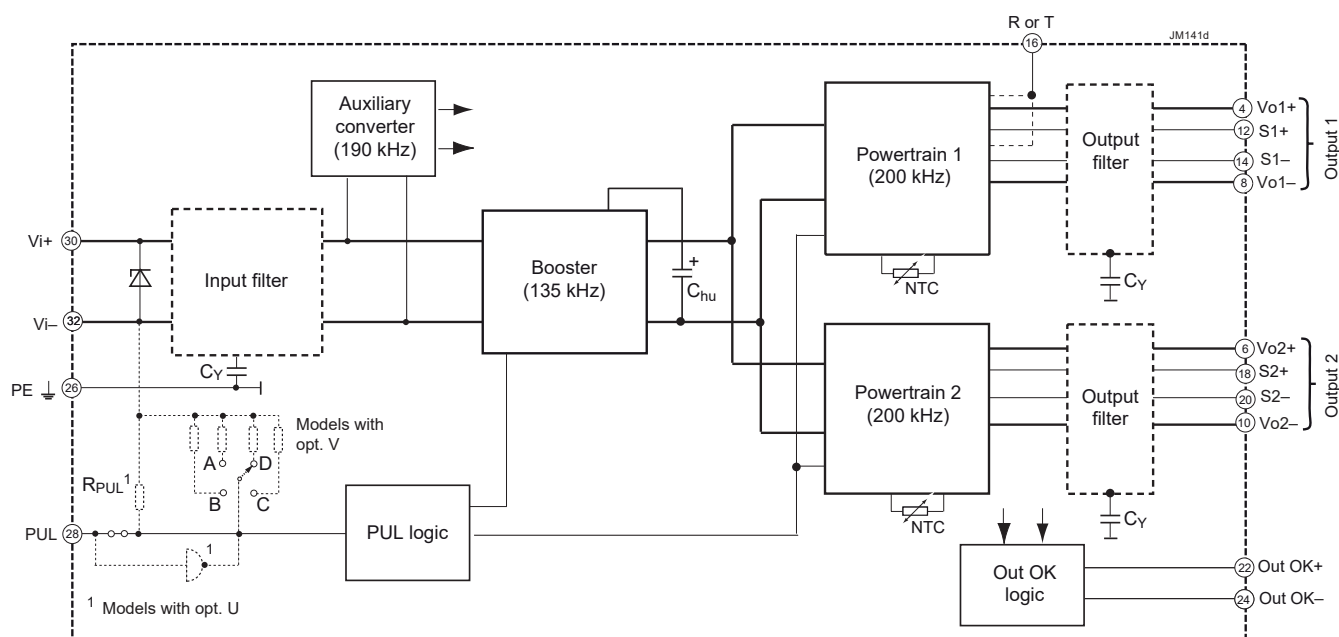 R or T
16
JM141d
Auxiliary
converter
(190 kHz)
Powertrain 1
(200 kHz)
Output
filter
4 Vo1+
12 S1+
14 S1–
8 Vo1–
Output 1
Vi+ 30
Input filter
Booster
(135 kHz)
+
Chu
NTC
CY
Vi– 32
CY
PE 26
Powertrain 2
(200 kHz)
Output
filter
6 Vo2+
18 S2+
20 S2–
10 Vo2–
Output 2
Models with
opt. V
A
D
B
C
RPUL1
NTC
CY
PUL 28
PUL logic
1
Out OK
logic
22 Out OK+
24 Out OK–
1 Models with opt. U